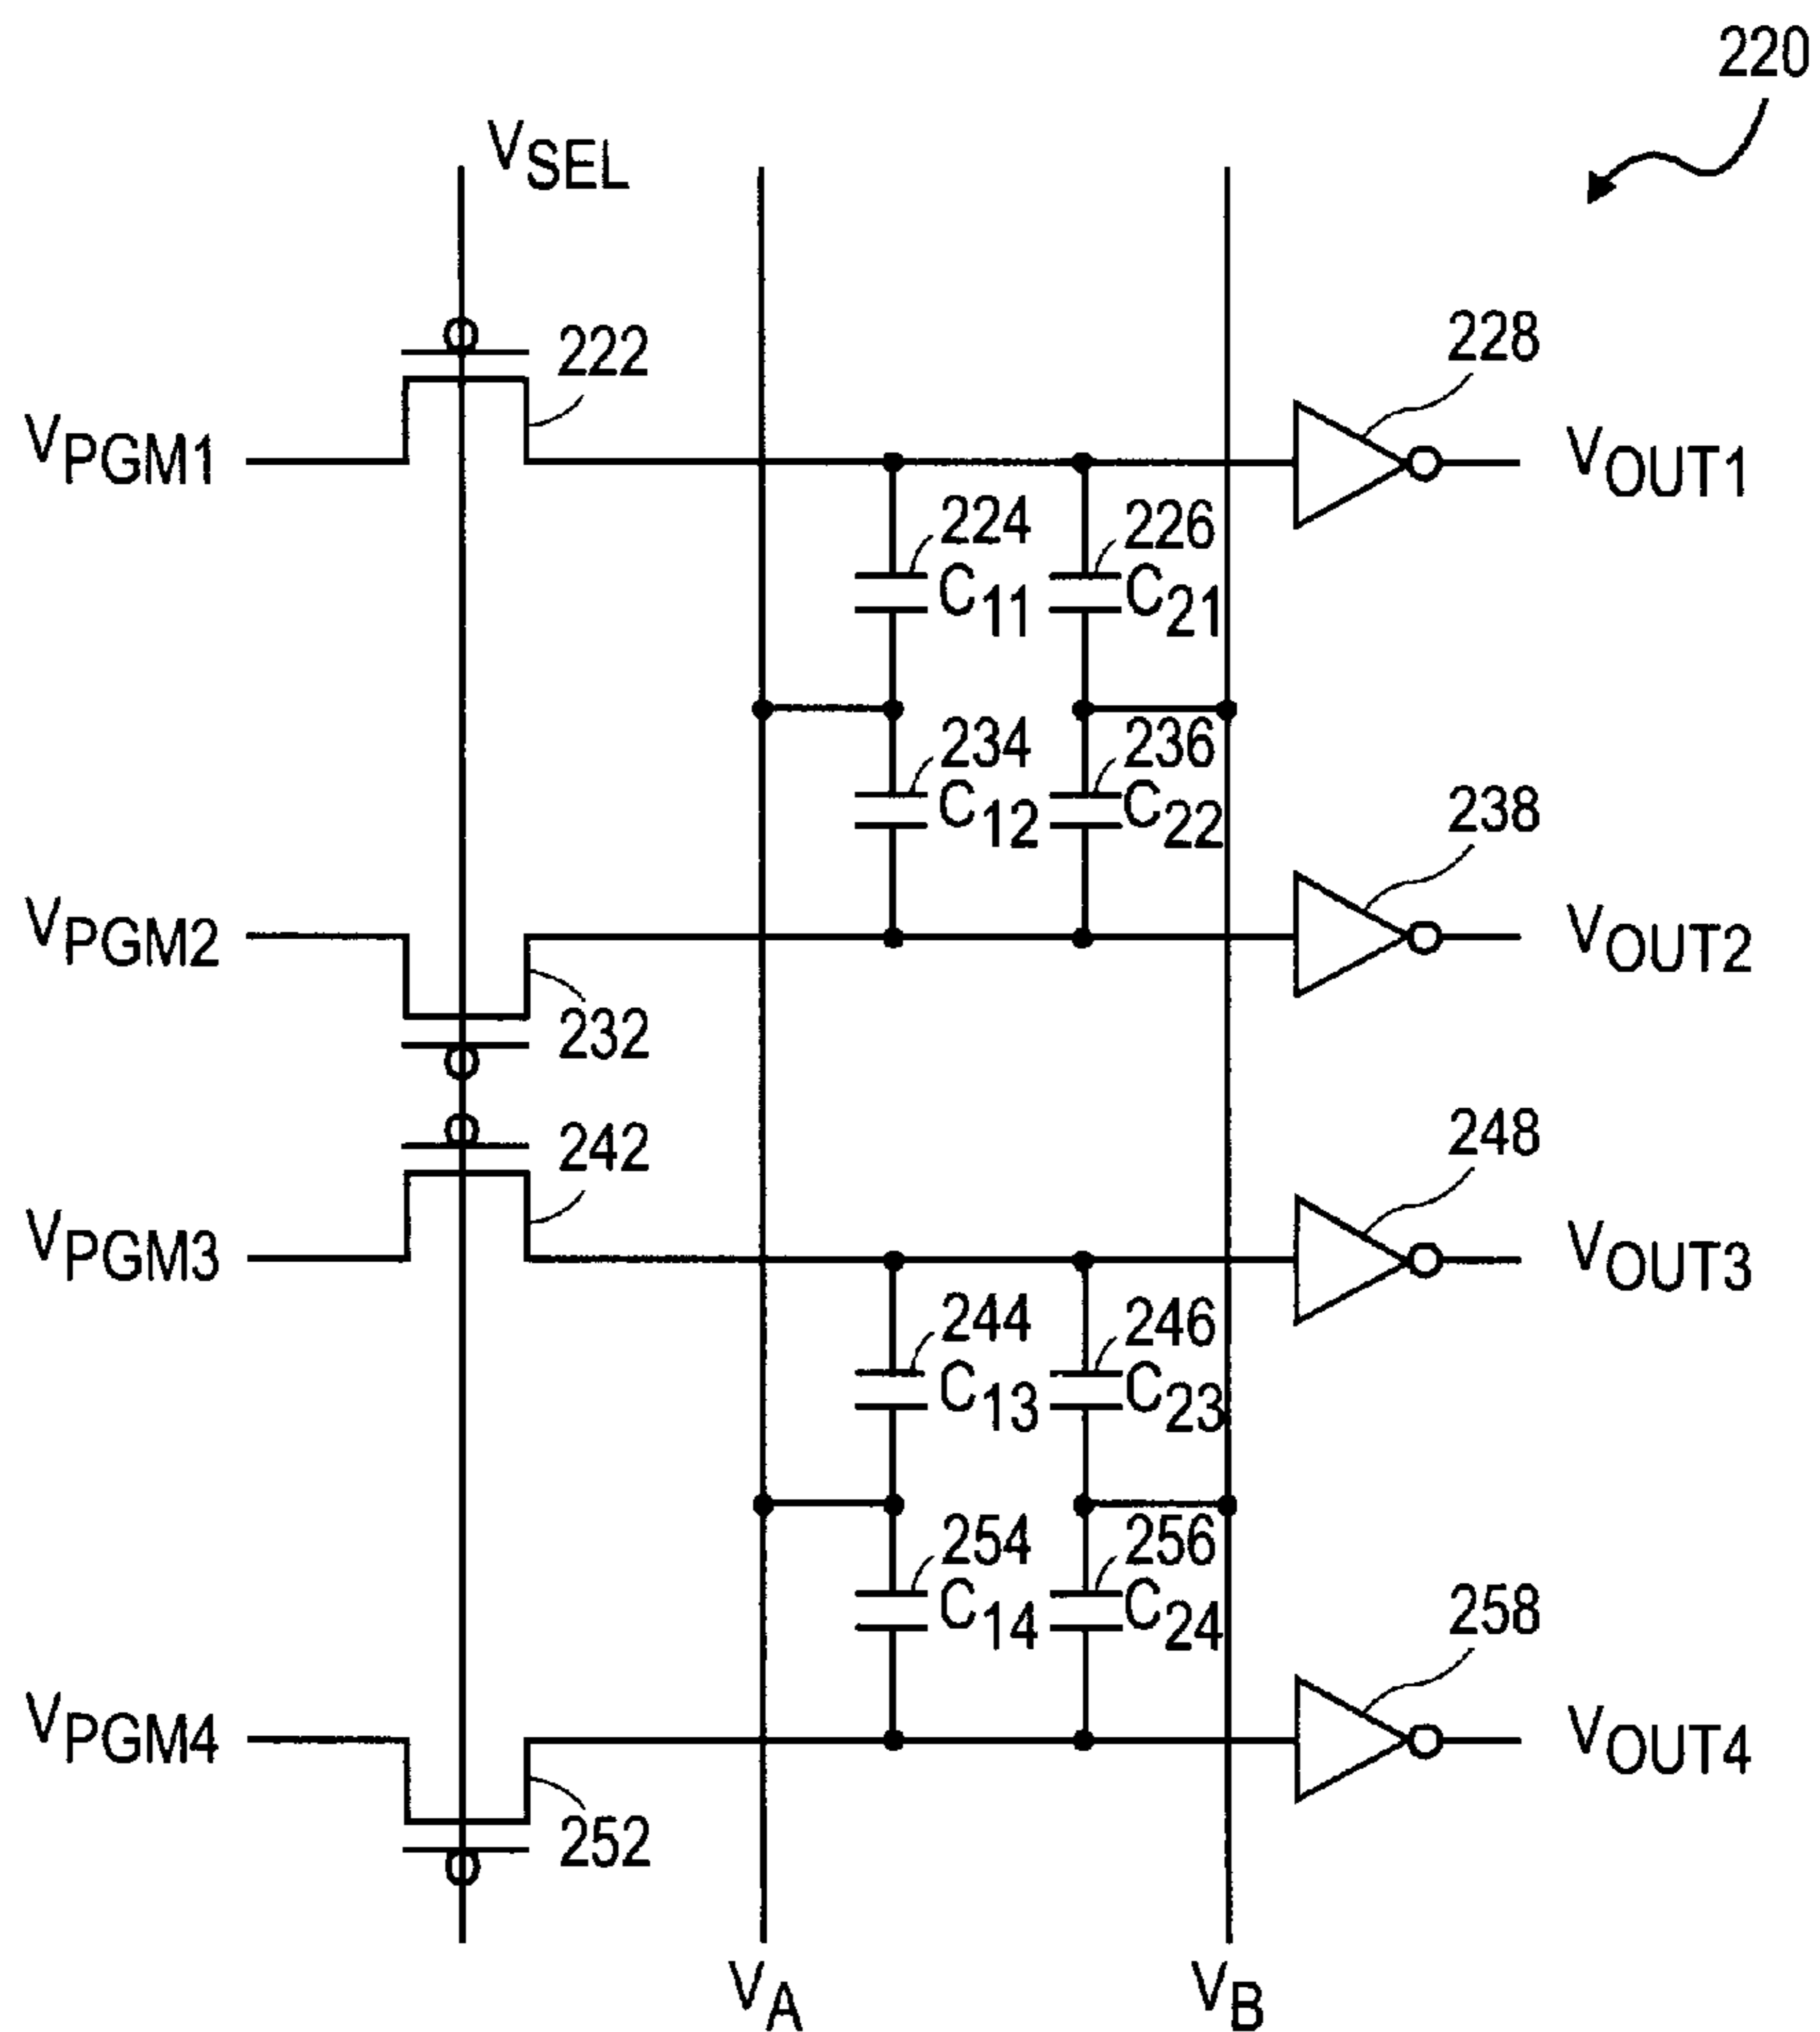 220
VSEL
222
228
VPGM1
VOUT1
224
226
C11
C21
234
236
C12
C22
238
VPGM2
VOUT2
232
242
248
VPGM3
VOUT3
244
246
C13
C23
254
256
C14
C24
258
VPGM4
VOUT4
252
VA
VB